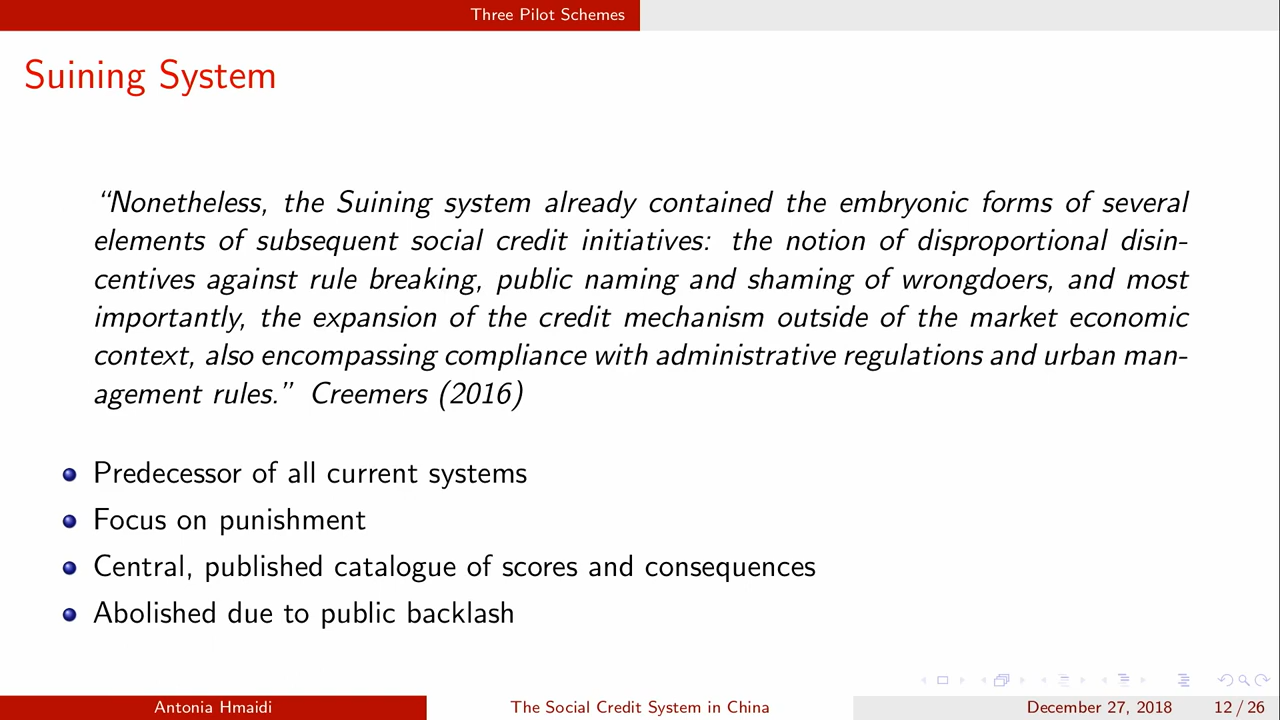 Three Pilot Schemes
Suining System
“Nonetheless, the Suining system already contained the embryonic forms of several
elements of subsequent social credit initiatives: the notion of disproportional disin-
centives against rule breaking, public naming and shaming of wrongdoers, and most
importantly, the expansion of the credit mechanism outside of the market economic
context, also encompassing compliance with administrative regulations and urban man-
agement rules.” Creemers (2016)
Predecessor of all current systems
Focus on punishment
Central, published catalogue of scores and consequences
Abolished due to public backlash
Antonia Hmaidi The Social Credit System in China December 27, 2018 12 / 26